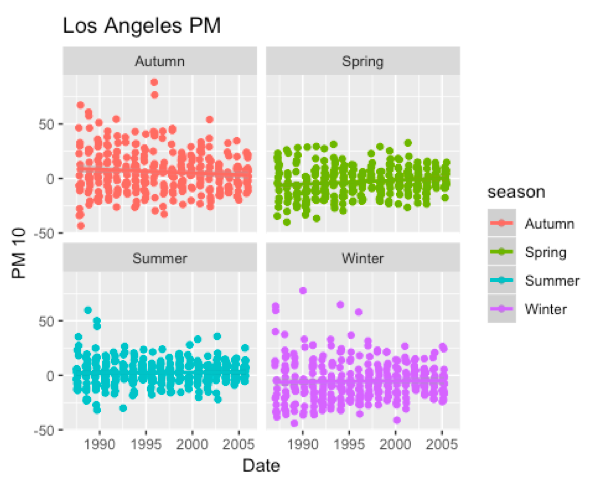 Los Angeles PM
Autumn
Spring
50
0
-50
Summer
Winter
50
0
-50
1990
1995
2000
2005
1990
1995
2000
2005
PM 10
Date
season
Autumn
Spring
Summer
Winter